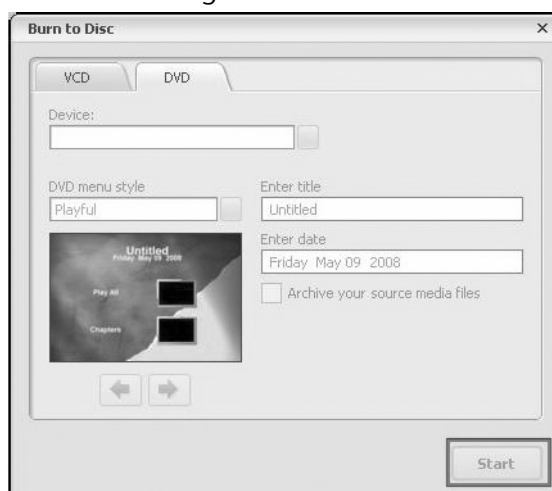 Burn to Disc
VCD
DVD
Device:
DVD menu style
Playful
Enter title
Untitled
Enter date
Friday May 09 2008
Archive your source media files
Untitled
Friday May 09 2008
Play All
Chapters
Start